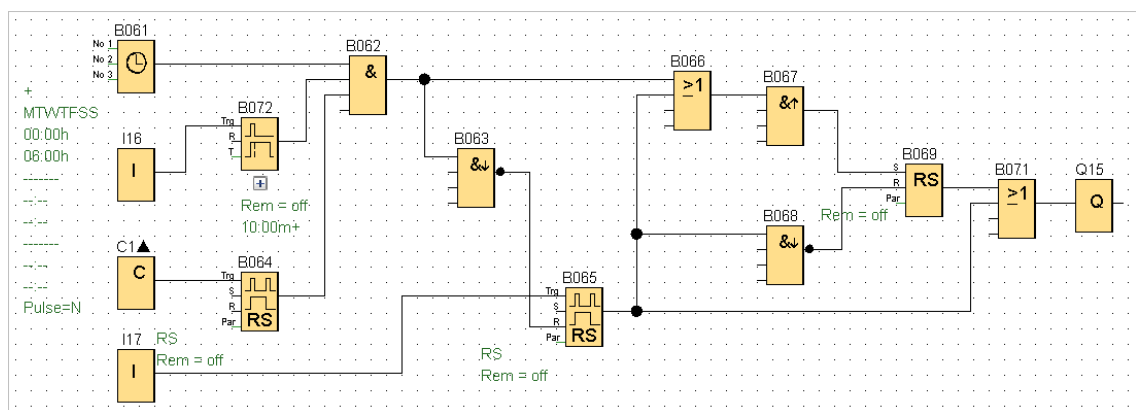 B061
No 1
No 2
No 3
+
MTWTFSS
00:00h
06:00h
-------
--:--
--:--
-------
--:--
--:--
Pulse=N
I16
I
B072
Trg
R
T
+
Rem = off
10:00m+
C1▲
C
B064
Trg
S
R
Par
RS
RS
Rem = off
I17
I
B062
&
B063
&↓
B065
Trg
S
R
Par
RS
RS
Rem = off
B066
≥1
B067
&↑
B068
&↓
B069
S
R
Par
RS
Rem = off
B071
≥1
Q15
Q